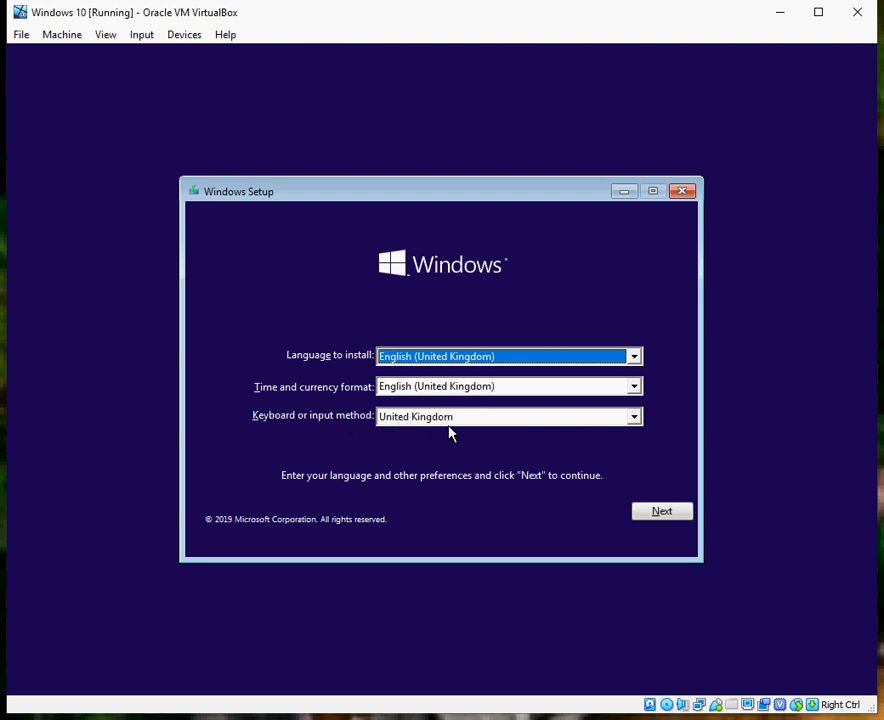 Windows 10 [Running] - Oracle VM VirtualBox
File Machine View Input Devices Help
Windows Setup
Windows
Language to install: English (United Kingdom)
Time and currency format: English (United Kingdom)
Keyboard or input method: United Kingdom
Enter your language and other preferences and click "Next" to continue.
Next
© 2019 Microsoft Corporation. All rights reserved.
Right Ctrl